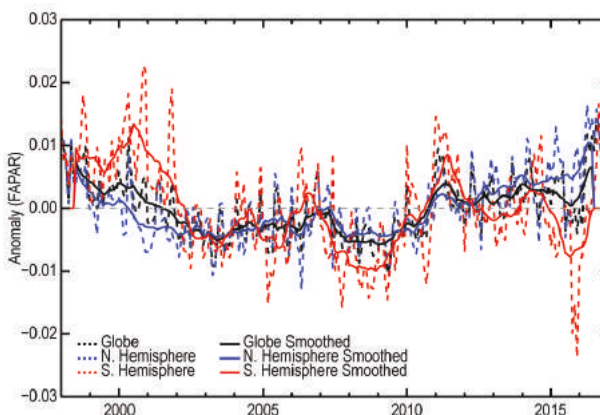 0.03
0.02
0.01
0.00
−0.01
−0.02
−0.03
Anomaly (FAPAR)
Globe
N. Hemisphere
S. Hemisphere
Globe Smoothed
N. Hemisphere Smoothed
S. Hemisphere Smoothed
2000 2005 2010 2015